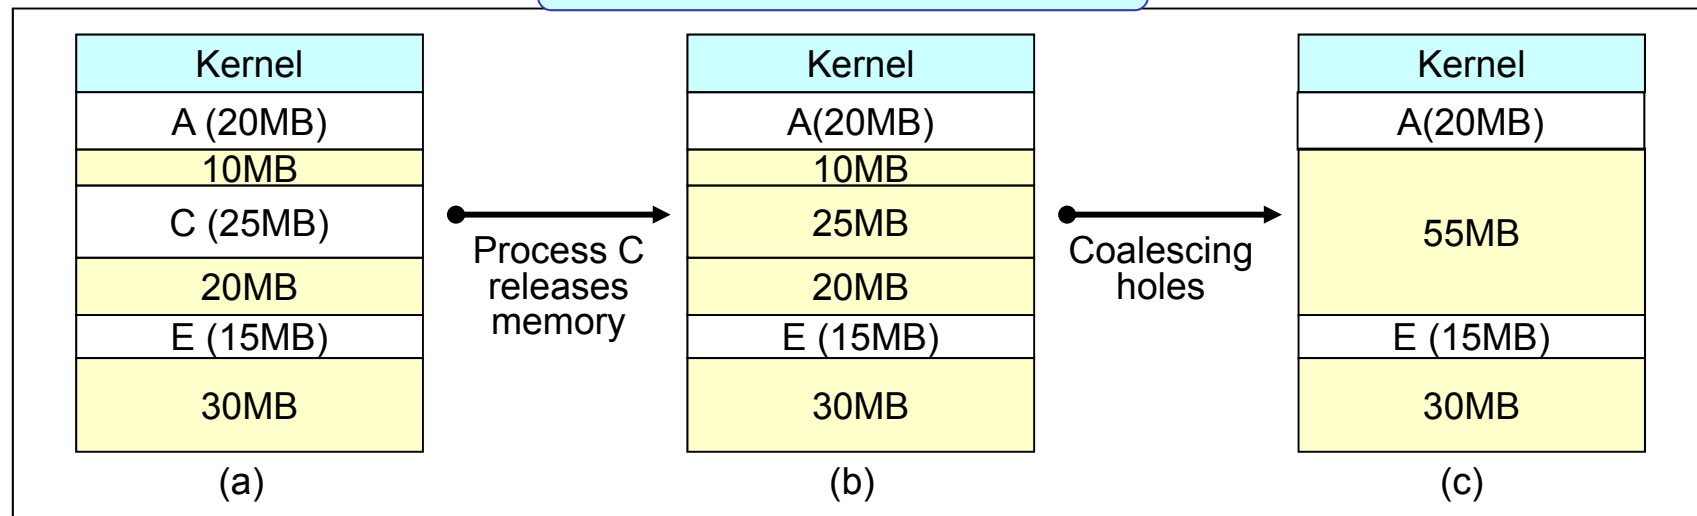 Kernel
A (20MB)
10MB
C (25MB)
20MB
E (15MB)
30MB
(a)
Process C
releases
memory
Kernel
A(20MB)
10MB
25MB
20MB
E (15MB)
30MB
(b)
Coalescing
holes
Kernel
A(20MB)
55MB
E (15MB)
30MB
(c)